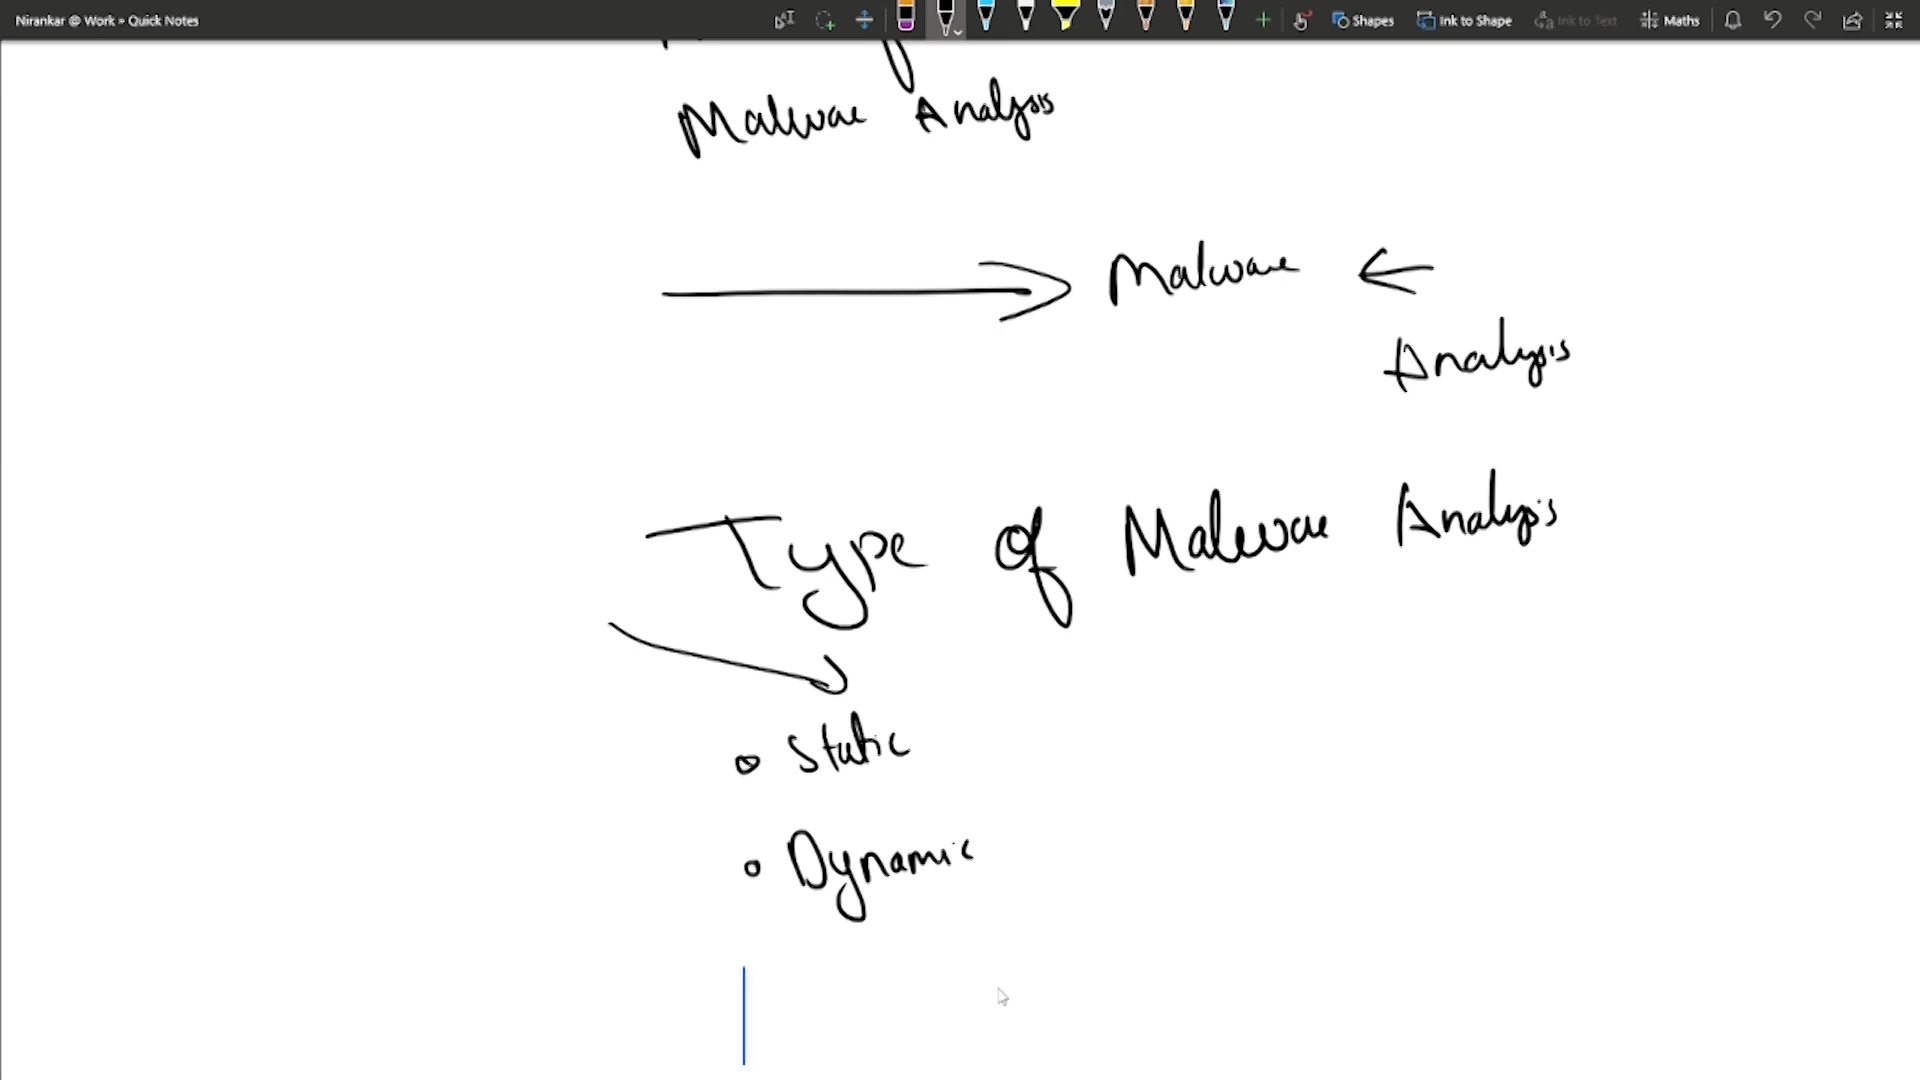 Nirankar @ Work » Quick Notes
Shapes Ink to Shape Ink to Text Maths
Malware Analysis
Malware
Analysis
Type of Malware Analysis
Static
Dynamic